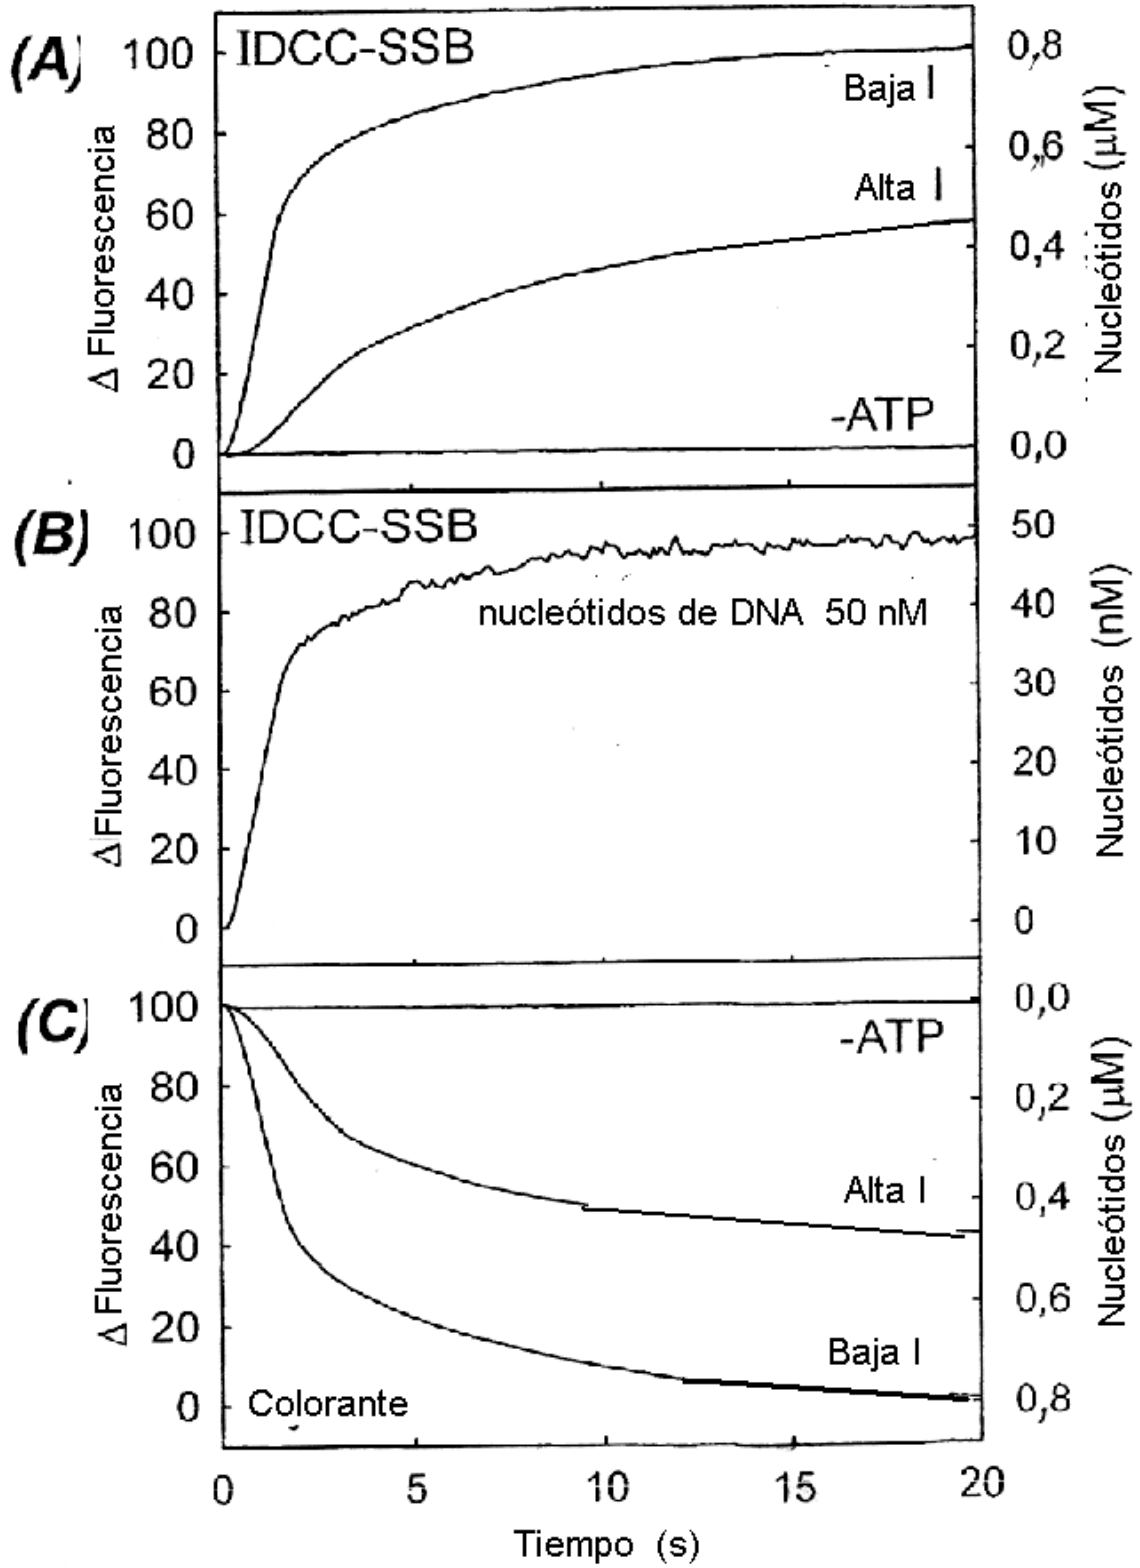 (A)
IDCC-SSB
100
80
60
40
20
0
Δ Fluorescencia
Baja I
Alta I
-ATP
0,8
0,6
0,4
0,2
0,0
Nucleótidos (μM)
(B)
IDCC-SSB
100
80
60
40
20
0
Δ Fluorescencia
nucleótidos de DNA 50 nM
50
40
30
20
10
0
Nucleótidos (nM)
(C)
100
80
60
40
20
0
Δ Fluorescencia
-ATP
Alta I
Baja I
Colorante
0,0
0,2
0,4
0,6
0,8
Nucleótidos (μM)
0 5 10 15 20
Tiempo (s)